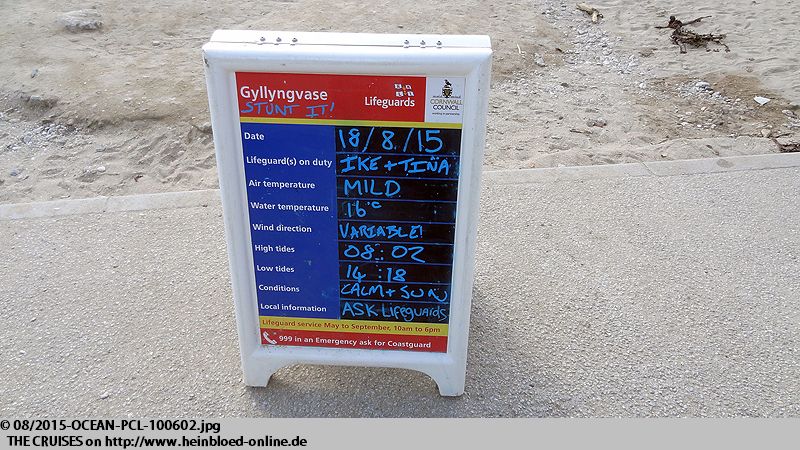 Gyllyngvase
STUNT IT!
Lifeguards
CORNWALL
COUNCIL
Date 18/8./15
Lifeguard(s) on duty IKE + TIÑA
Air temperature MILD
Water temperature 16°C
Wind direction VARIABLE!
High tides 08:02
Low tides 14:18
Conditions CALM + SUN
Local information ASK Lifeguards
Lifeguard service May to September, 10am to 6pm
999 in an Emergency ask for Coastguard
© 08/2015-OCEAN-PCL-100602.jpg
THE CRUISES on http://www.heinbloed-online.de